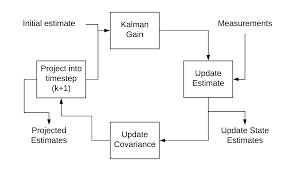 Initial estimate
Kalman
Gain
Measurements
Project into
timestep
(k+1)
Update
Estimate
Projected
Estimates
Update
Covariance
Update State
Estimates